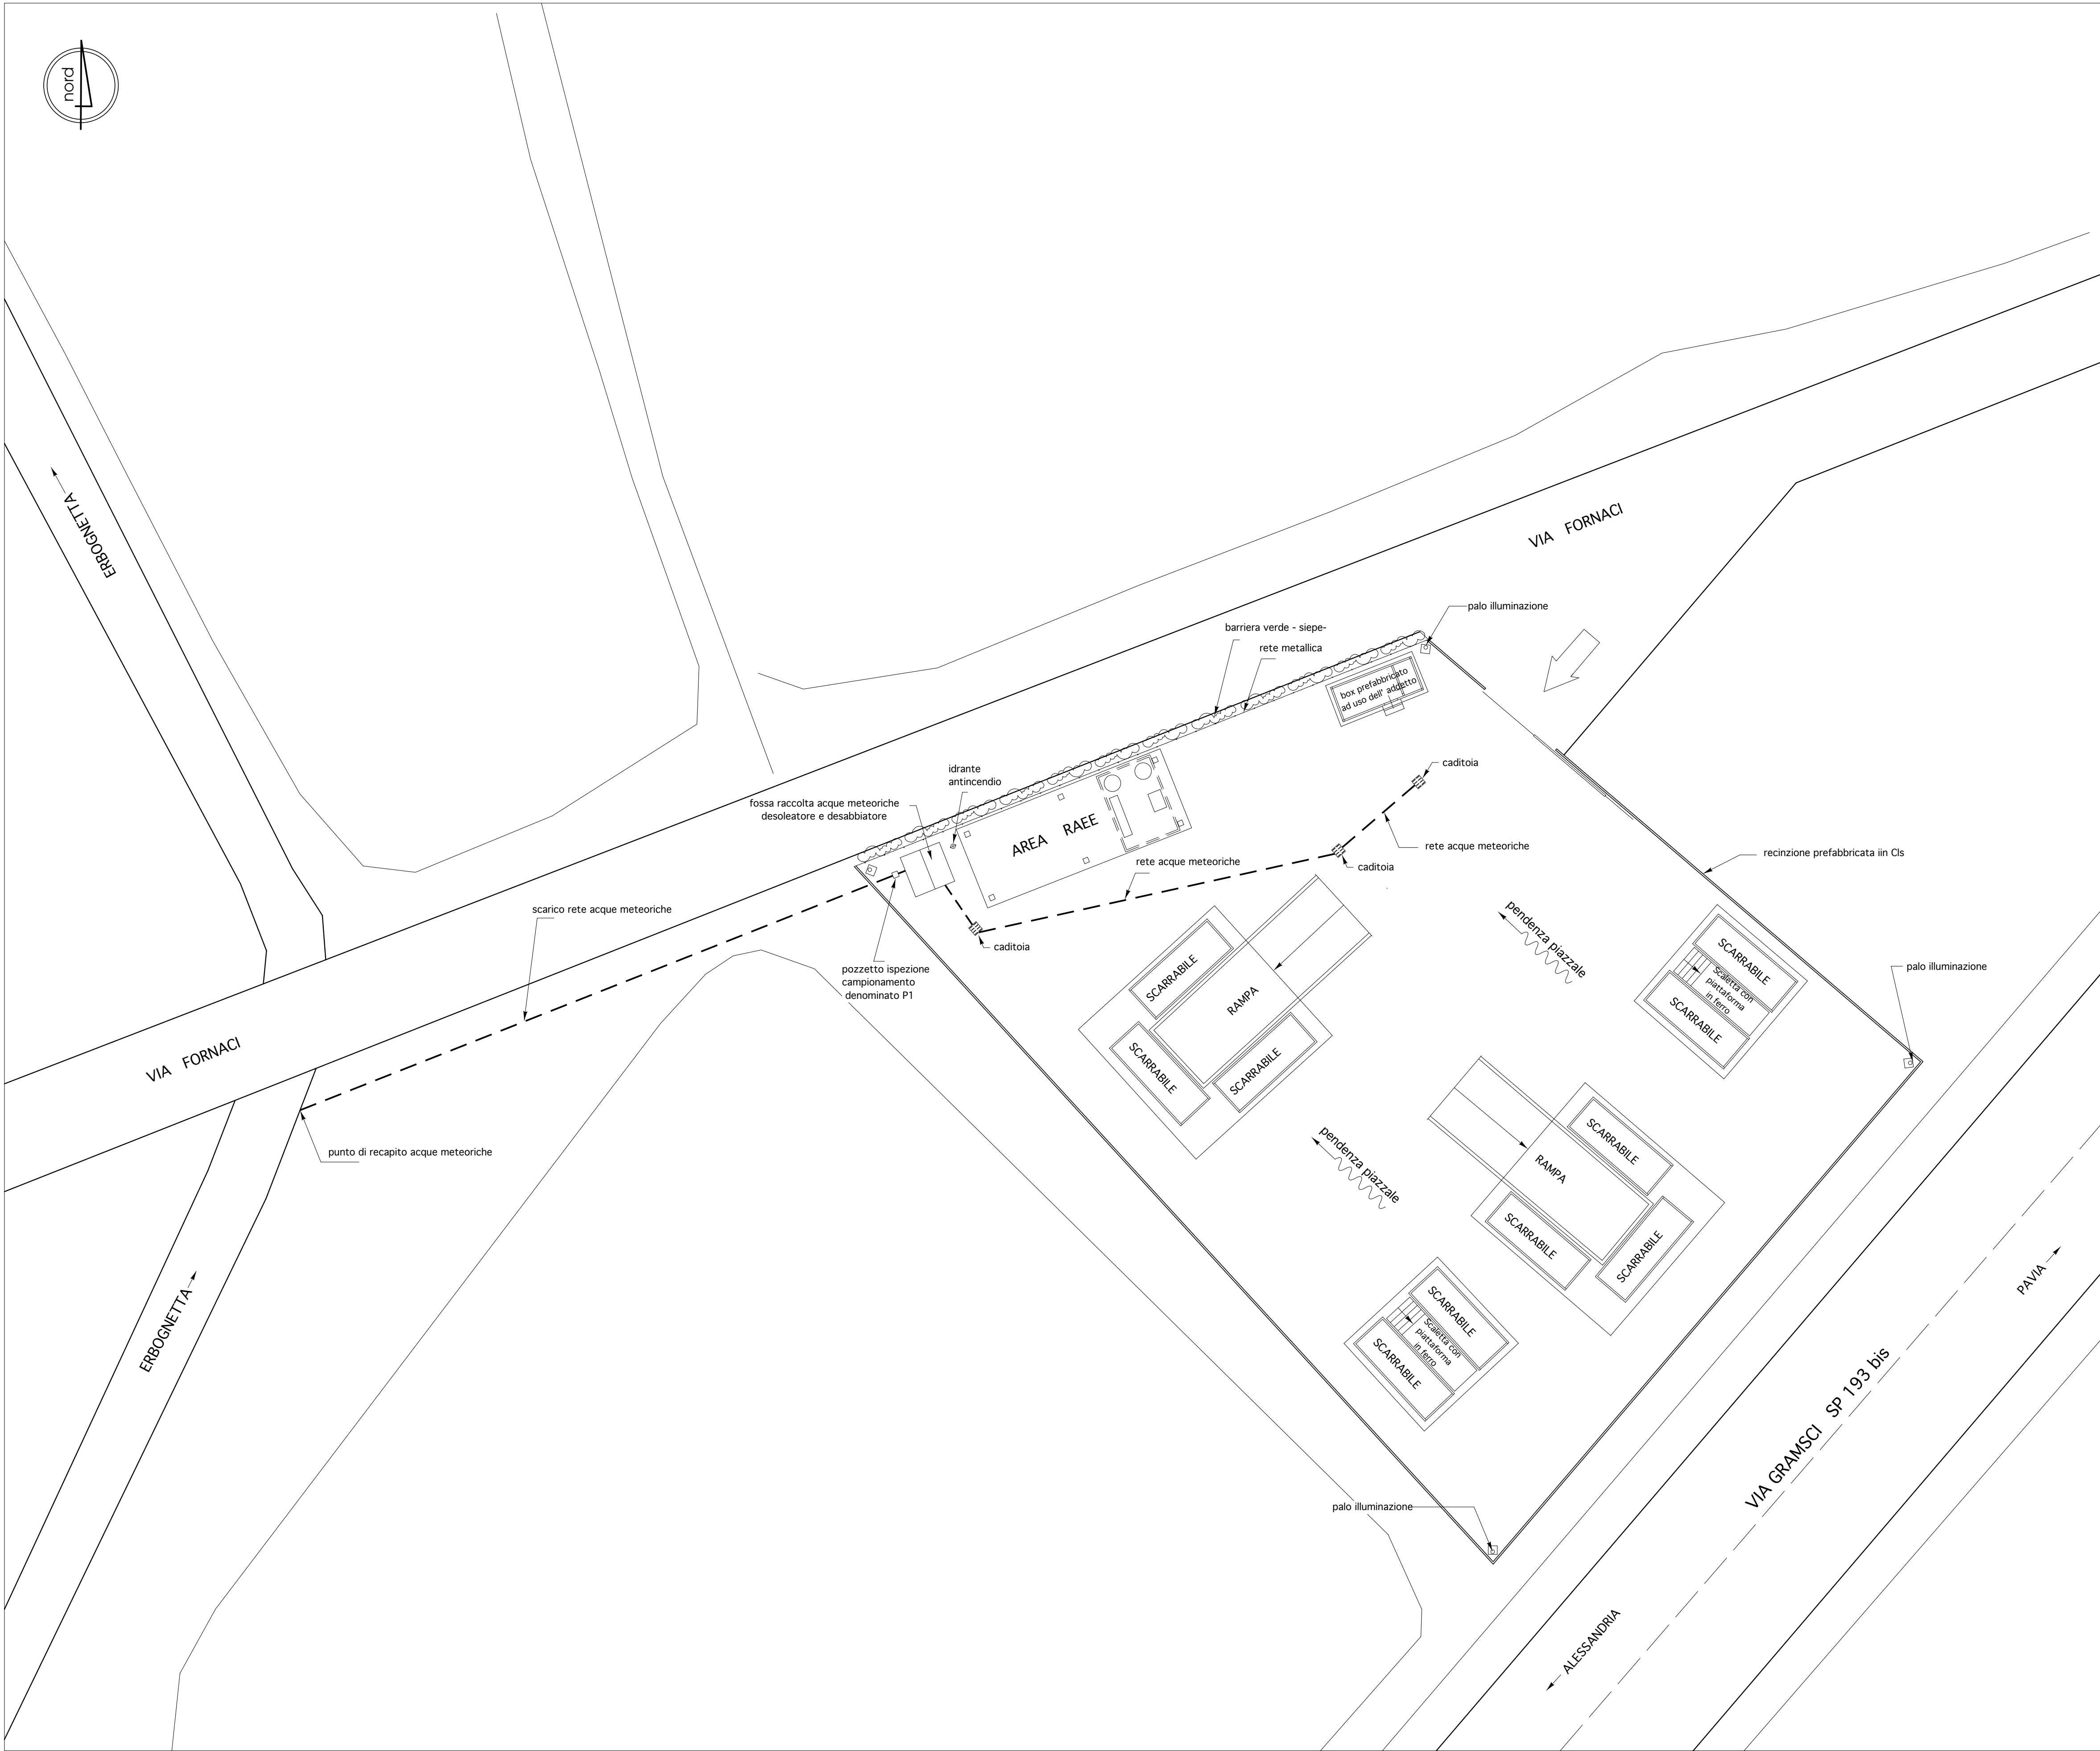 nord
ERBOGNETTA
VIA FORNACI
palo illuminazione
barriera verde - siepe-
rete metallica
box prefabbricato
ad uso dell' addetto
caditoia
idrante
antincendio
fossa raccolta acque meteoriche
desoleatore e desabbiatore
AREA RAEE
rete acque meteoriche
rete acque meteoriche
recinzione prefabbricata iin Cls
caditoia
scarico rete acque meteoriche
caditoia
pozzetto ispezione
campionamento
denominato P1
pendenza piazzale
palo illuminazione
SCARRABILE
Scaletta con
piattaforma
in ferro
SCARRABILE
SCARRABILE
RAMPA
SCARRABILE
SCARRABILE
VIA FORNACI
punto di recapito acque meteoriche
pendenza piazzale
SCARRABILE
RAMPA
SCARRABILE
SCARRABILE
ERBOGNETTA
SCARRABILE
Scaletta con
piattaforma
in ferro
SCARRABILE
PAVIA
VIA GRAMSCI SP 193 bis
palo illuminazione
ALESSANDRIA